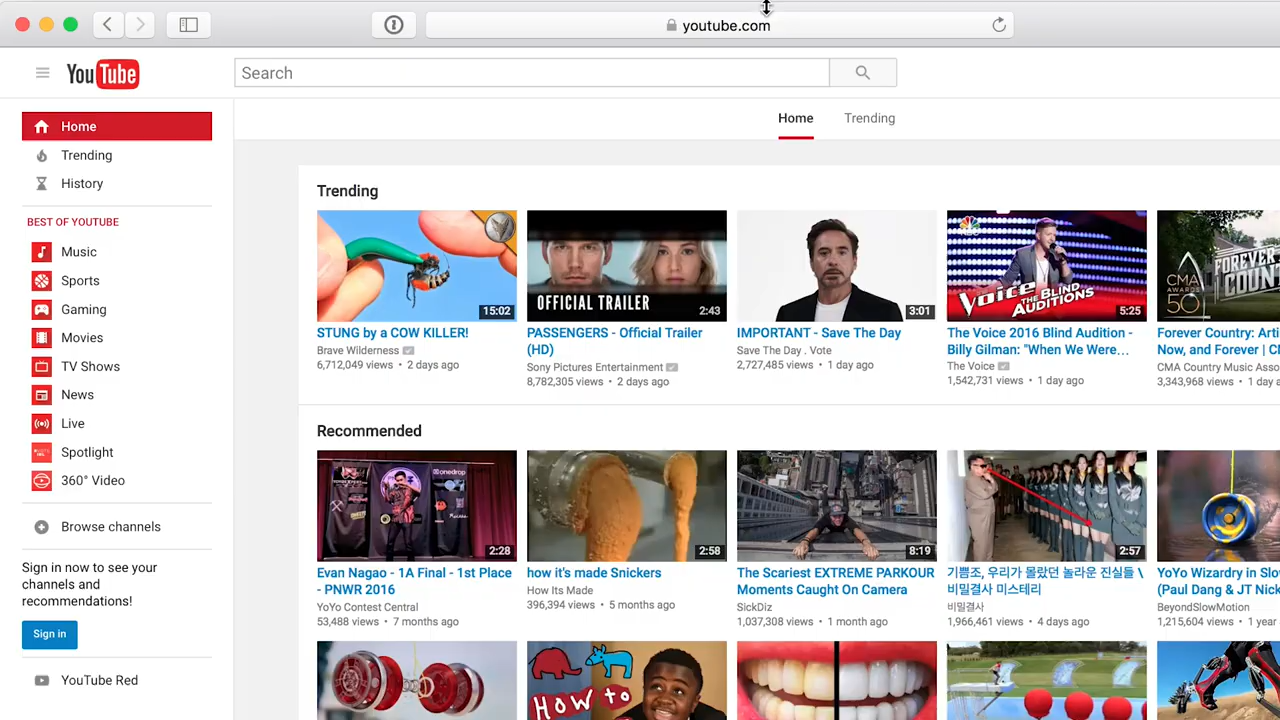 youtube.com
YouTube
Search
Home
Trending
Home
Trending
History
BEST OF YOUTUBE
Music
Sports
Gaming
Movies
TV Shows
News
Live
Spotlight
360° Video
Browse channels
Sign in now to see your
channels and
recommendations!
Sign in
YouTube Red
Trending
15:02
STUNG by a COW KILLER!
Brave Wilderness
6,712,049 views • 2 days ago
OFFICIAL TRAILER
2:43
PASSENGERS - Official Trailer
(HD)
Sony Pictures Entertainment
8,782,305 views • 2 days ago
3:01
IMPORTANT - Save The Day
Save The Day . Vote
2,727,485 views • 1 day ago
NBC
Voice THE BLIND
AUDITIONS
5:25
The Voice 2016 Blind Audition -
Billy Gilman: "When We Were…
The Voice
1,542,731 views • 1 day ago
CMA
AWARDS
50
FOREVER
COUNT
Forever Country: Arti
Now, and Forever | C
CMA Country Music Asso
3,343,968 views • 1 day
Recommended
onedrop
2:28
Evan Nagao - 1A Final - 1st Place
- PNWR 2016
YoYo Contest Central
53,488 views • 7 months ago
2:58
how it's made Snickers
How Its Made
396,394 views • 5 months ago
8:19
The Scariest EXTREME PARKOUR
Moments Caught On Camera
SickDiz
1,037,308 views • 1 month ago
2:57
기쁨조, 우리가 몰랐던 놀라운 진실들 \
비밀결사 미스테리
비밀결사
1,966,461 views • 4 days ago
YoYo Wizardry in Slo
(Paul Dang & JT Nick
BeyondSlowMotion
1,215,604 views • 1 year
HOW to